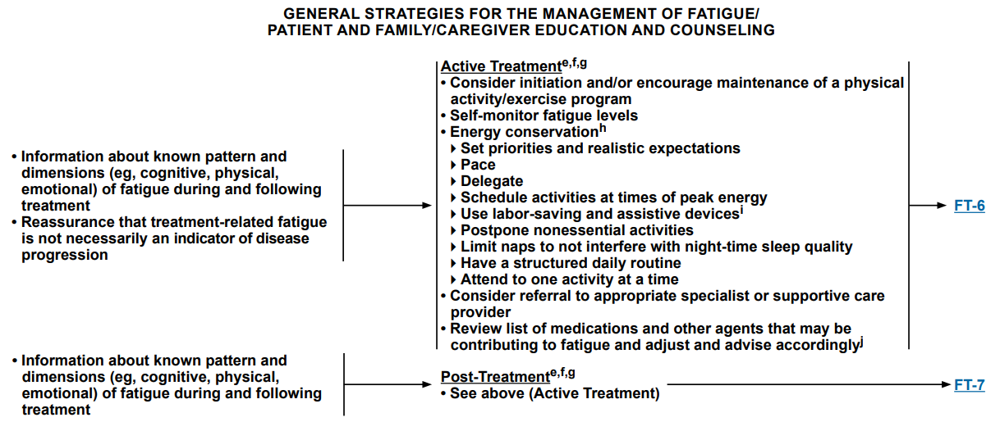 GENERAL STRATEGIES FOR THE MANAGEMENT OF FATIGUE/
PATIENT AND FAMILY/CAREGIVER EDUCATION AND COUNSELING
• Information about known pattern and
dimensions (eg, cognitive, physical,
emotional) of fatigue during and following
treatment
• Reassurance that treatment-related fatigue
is not necessarily an indicator of disease
progression
Active Treatmente,f,g
• Consider initiation and/or encourage maintenance of a physical
activity/exercise program
• Self-monitor fatigue levels
• Energy conservationh
Set priorities and realistic expectations
Pace
Delegate
Schedule activities at times of peak energy
Use labor-saving and assistive devicesi
Postpone nonessential activities
Limit naps to not interfere with night-time sleep quality
Have a structured daily routine
Attend to one activity at a time
• Consider referral to appropriate specialist or supportive care
provider
• Review list of medications and other agents that may be
contributing to fatigue and adjust and advise accordinglyj
FT-6
• Information about known pattern and
dimensions (eg, cognitive, physical,
emotional) of fatigue during and following
treatment
Post-Treatmente,f,g
• See above (Active Treatment)
FT-7